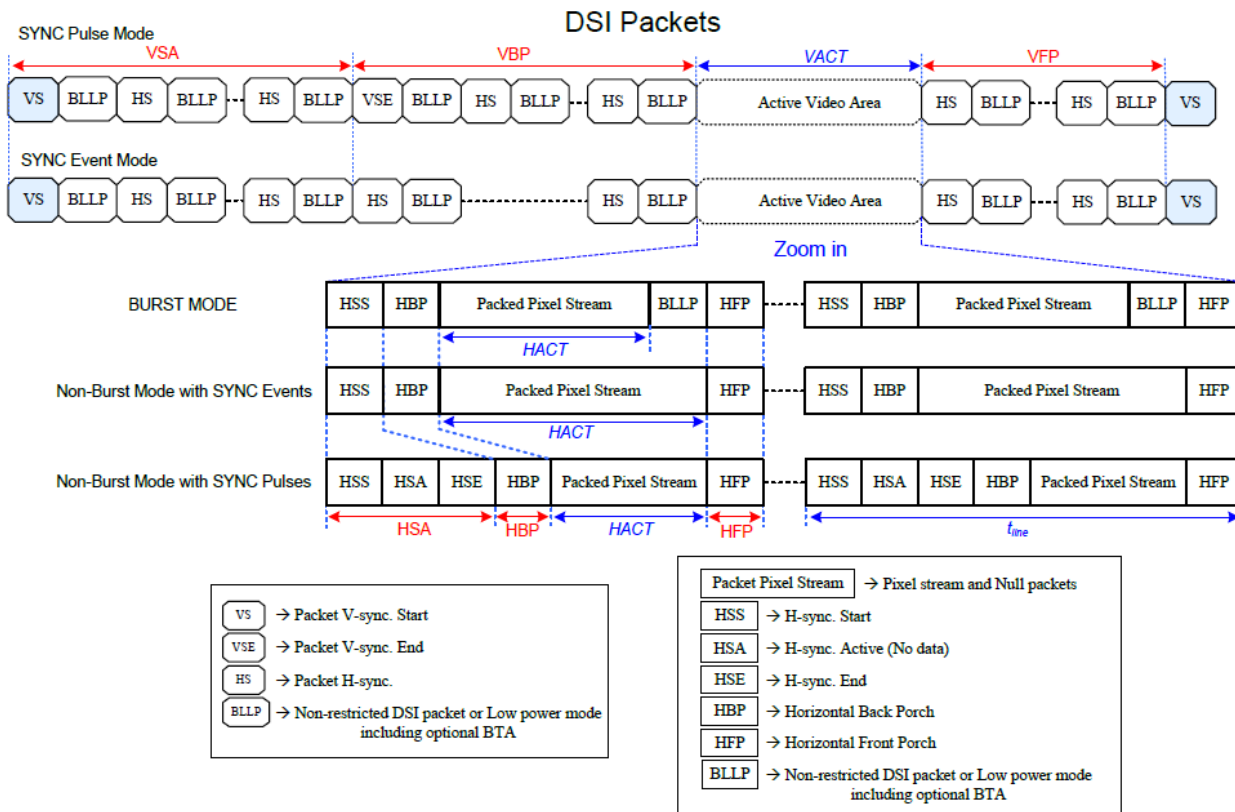 DSI Packets
SYNC Pulse Mode
VSA VBP VACT VFP
VS BLLP HS BLLP HS BLLP VSE BLLP HS BLLP HS BLLP Active Video Area HS BLLP HS BLLP VS
SYNC Event Mode
VS BLLP HS BLLP HS BLLP HS BLLP HS BLLP Active Video Area HS BLLP HS BLLP VS
Zoom in
BURST MODE HSS HBP Packed Pixel Stream BLLP HFP HSS HBP Packed Pixel Stream BLLP HFP
HACT
Non-Burst Mode with SYNC Events HSS HBP Packed Pixel Stream HFP HSS HBP Packed Pixel Stream HFP
HACT
Non-Burst Mode with SYNC Pulses HSS HSA HSE HBP Packed Pixel Stream HFP HSS HSA HSE HBP Packed Pixel Stream HFP
HSA HBP HACT HFP tline
VS → Packet V-sync. Start
VSE → Packet V-sync. End
HS → Packet H-sync.
BLLP → Non-restricted DSI packet or Low power mode
including optional BTA
Packet Pixel Stream → Pixel stream and Null packets
HSS → H-sync. Start
HSA → H-sync. Active (No data)
HSE → H-sync. End
HBP → Horizontal Back Porch
HFP → Horizontal Front Porch
BLLP → Non-restricted DSI packet or Low power mode
including optional BTA